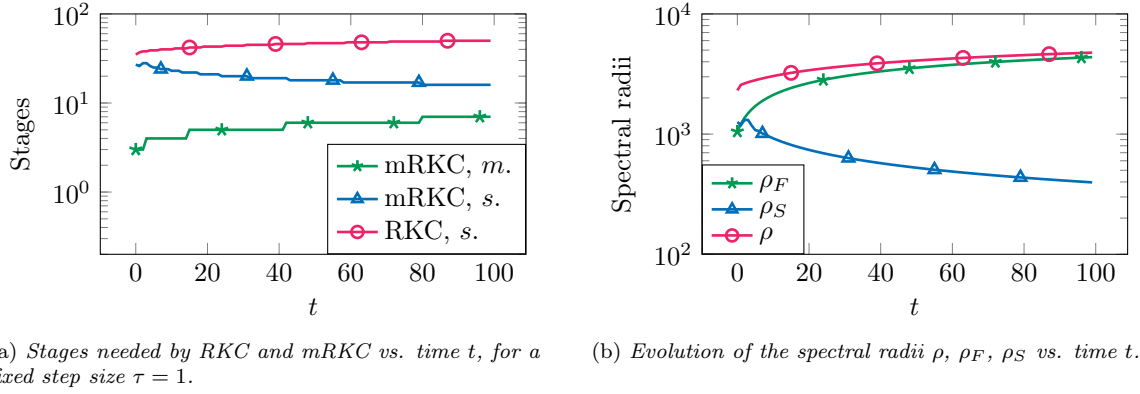 10^2
10^1
10^0
Stages
mRKC, m.
mRKC, s.
RKC, s.
0 20 40 60 80 100
t
10^4
10^3
10^2
Spectral radii
ρ_F
ρ_S
ρ
0 20 40 60 80 100
t
) Stages needed by RKC and mRKC vs. time t, for a
ixed step size τ = 1.
(b) Evolution of the spectral radii ρ, ρ_F, ρ_S vs. time t.